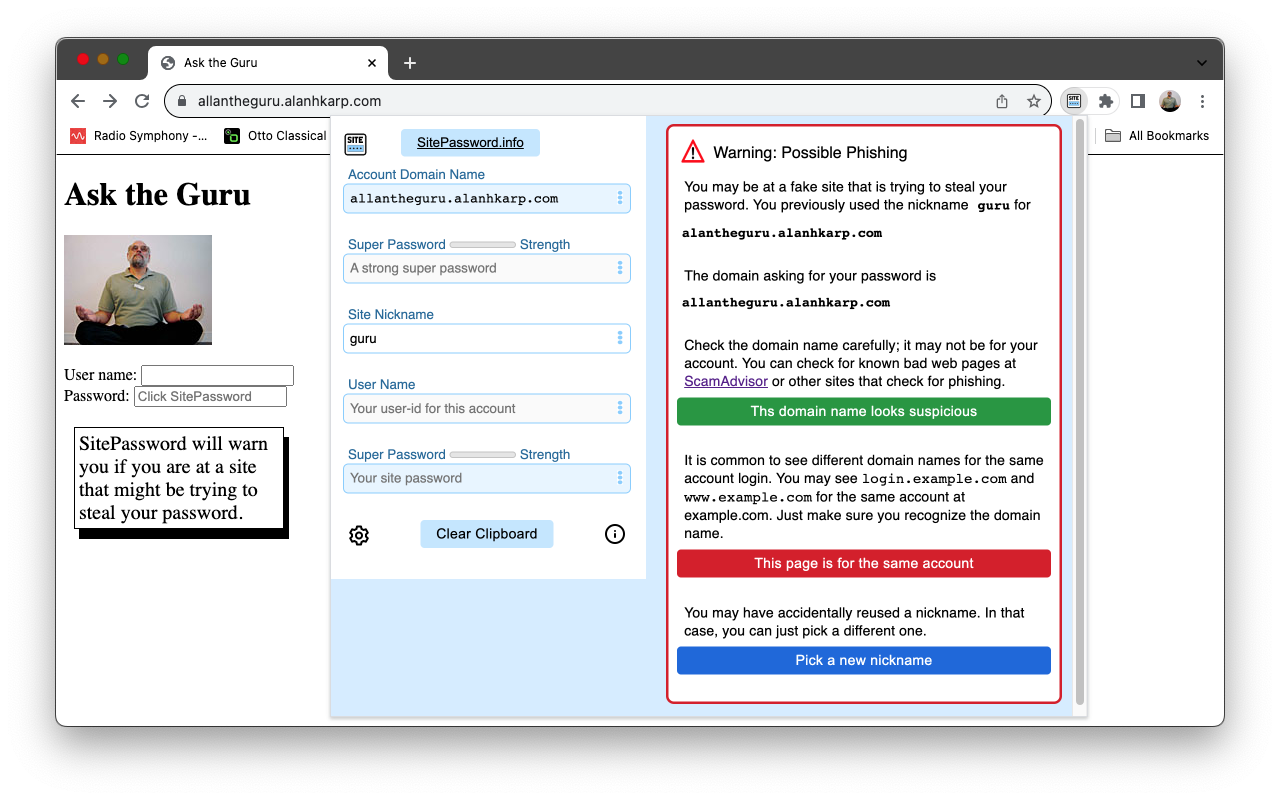 Ask the Guru
allantheguru.alanhkarp.com
SITE
Radio Symphony -...
Otto Classical
All Bookmarks
Ask the Guru
User name:
Password: Click SitePassword
SitePassword will warn
you if you are at a site
that might be trying to
steal your password.
SITE
SitePassword.info
Account Domain Name
allantheguru.alanhkarp.com
Super Password Strength
A strong super password
Site Nickname
guru
User Name
Your user-id for this account
Super Password Strength
Your site password
Clear Clipboard
Warning: Possible Phishing
You may be at a fake site that is trying to steal your
password. You previously used the nickname guru for
alantheguru.alanhkarp.com
The domain asking for your password is
allantheguru.alanhkarp.com
Check the domain name carefully; it may not be for your
account. You can check for known bad web pages at
ScamAdvisor or other sites that check for phishing.
Ths domain name looks suspicious
It is common to see different domain names for the same
account login. You may see login.example.com and
www.example.com for the same account at
example.com. Just make sure you recognize the domain
name.
This page is for the same account
You may have accidentally reused a nickname. In that
case, you can just pick a different one.
Pick a new nickname